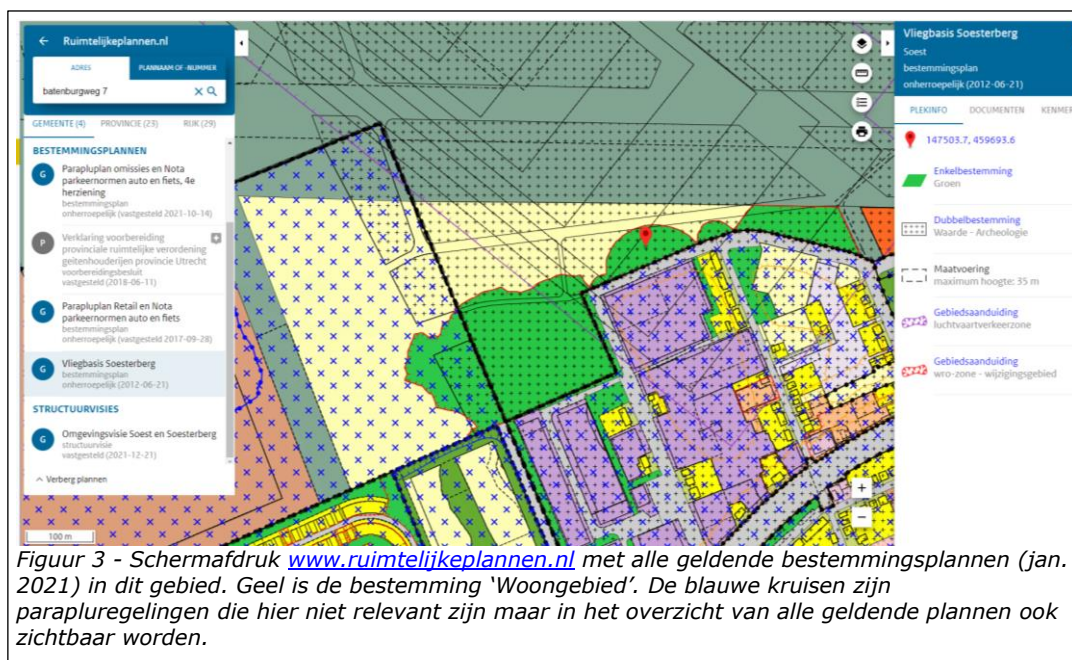 Ruimtelijkeplannen.nl
ADRES
PLANNAAM OF -NUMMER
batenburgweg 7
GEMEENTE (4) PROVINCIE (23) RIJK (29)
BESTEMMINGSPLANNEN
G
Parapluplan omissies en Nota
parkeernormen auto en fiets, 4e
herziening
bestemmingsplan
onherroepelijk (vastgesteld 2021-10-14)
P
Verklaring voorbereiding
provinciale ruimtelijke verordening
geitenhouderijen provincie Utrecht
voorbereidingsbesluit
vastgesteld (2018-06-11)
G
Parapluplan Retail en Nota
parkeernormen auto en fiets
bestemmingsplan
onherroepelijk (vastgesteld 2017-09-28)
G
Vliegbasis Soesterberg
bestemmingsplan
onherroepelijk (2012-06-21)
STRUCTUURVISIES
G
Omgevingsvisie Soest en Soesterberg
structuurvisie
vastgesteld (2021-12-21)
Verberg plannen
100 m
Vliegbasis Soesterberg
Soest
bestemmingsplan
onherroepelijk (2012-06-21)
PLEKINFO DOCUMENTEN KENMER
147503.7, 459693.6
Enkelbestemming
Groen
Dubbelbestemming
Waarde - Archeologie
Maatvoering
maximum hoogte: 35 m
Gebiedsaanduiding
luchtvaartverkeerzone
Gebiedsaanduiding
wro-zone - wijzigingsgebied
Figuur 3 - Schermafdruk www.ruimtelijkeplannen.nl met alle geldende bestemmingsplannen (jan.
2021) in dit gebied. Geel is de bestemming ‘Woongebied’. De blauwe kruisen zijn
parapluregelingen die hier niet relevant zijn maar in het overzicht van alle geldende plannen ook
zichtbaar worden.